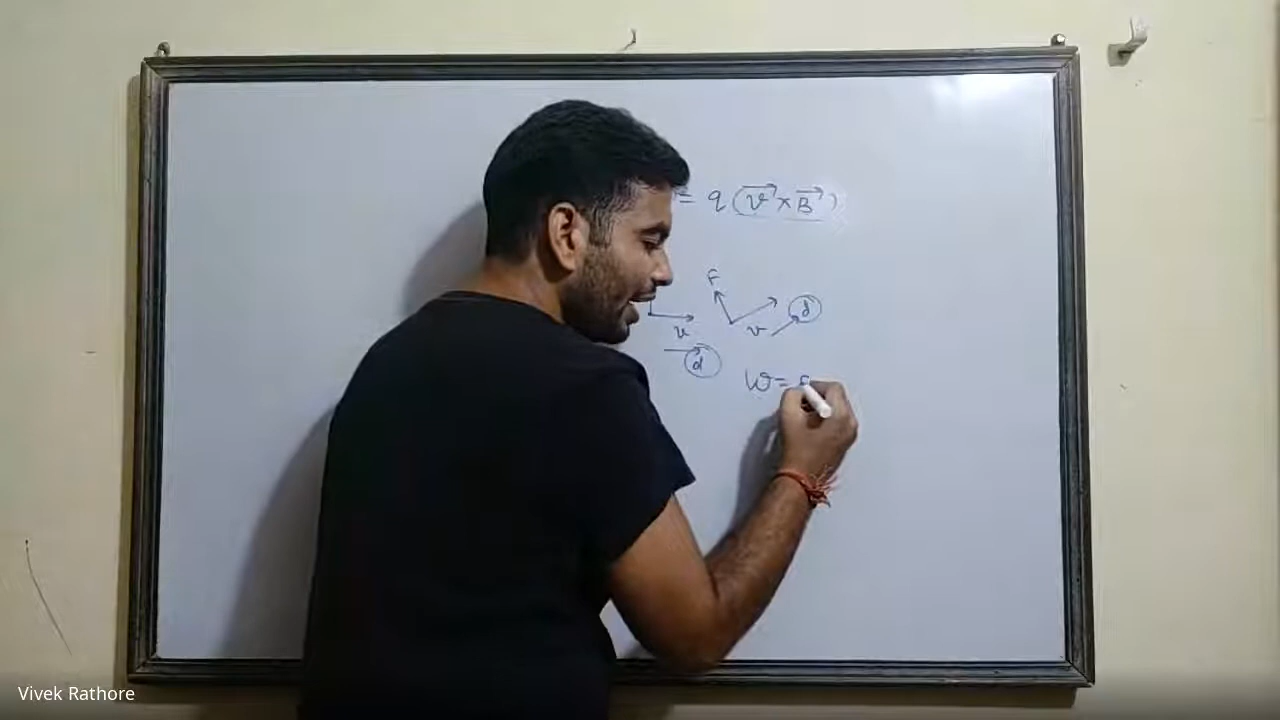 = q (v⃗ × B⃗)
F
v
d
v
d
W = F
Vivek Rathore